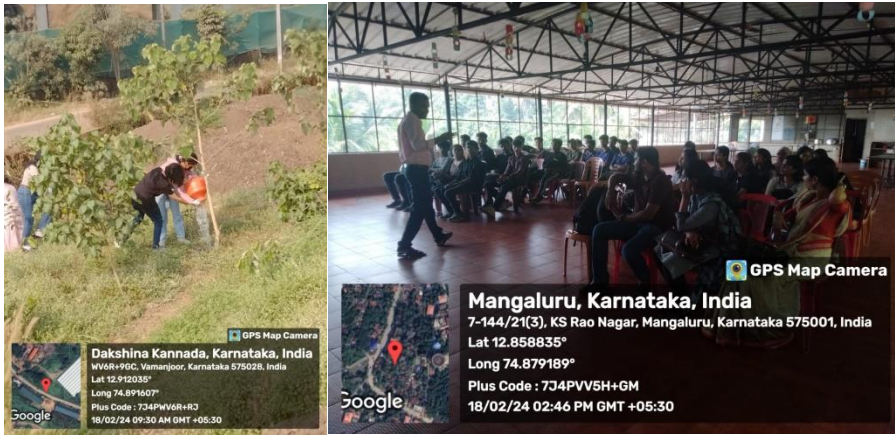 GPS Map Camera
Dakshina Kannada, Karnataka, India
WV6R+9GC, Vamanjoor, Karnataka 575028, India
Lat 12.912035°
Long 74.891607°
Plus Code : 7J4PWV6R+RJ
18/02/24 09:30 AM GMT +05:30
Google
GPS Map Camera
Mangaluru, Karnataka, India
7-144/21(3), KS Rao Nagar, Mangaluru, Karnataka 575001, India
Lat 12.858835°
Long 74.879189°
Plus Code : 7J4PVV5H+GM
18/02/24 02:46 PM GMT +05:30
Google